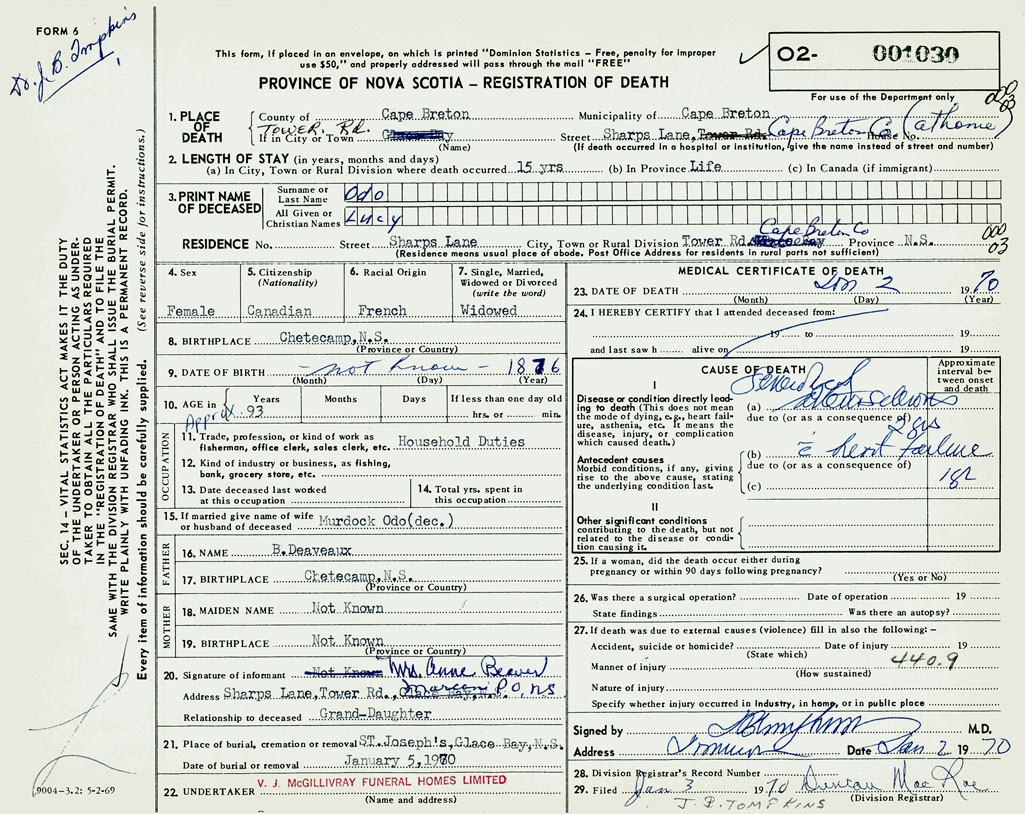 FORM 6
Dr. J. B. Tompkins
This form, if placed in an envelope, on which is printed "Dominion Statistics – Free, penalty for improper
use $50," and properly addressed will pass through the mail "FREE"
O2- 001030
For use of the Department only
PROVINCE OF NOVA SCOTIA – REGISTRATION OF DEATH
000
03
1. PLACE OF DEATH
County of Cape Breton Municipality of Cape Breton
Tower Rd.
If in City or Town Glace Bay Street Sharps Lane, Tower Rd. Cape Breton Co House No. (at home)
(Name) (If death occurred in a hospital or institution, give the name instead of street and number)
2. LENGTH OF STAY (in years, months and days)
(a) In City, Town or Rural Division where death occurred 15 yrs (b) In Province Life (c) In Canada (if immigrant)
3. PRINT NAME OF DECEASED
Surname or Last Name Odo
All Given or Christian Names Lucy
Cape Breton Co
RESIDENCE No. Street Sharps Lane City, Town or Rural Division Tower Rd. Province N.S.
(Residence means usual place of abode. Post Office Address for residents in rural parts not sufficient)
000
03
4. Sex Female
5. Citizenship (Nationality) Canadian
6. Racial Origin French
7. Single, Married, Widowed or Divorced (write the word) Widowed
8. BIRTHPLACE Chetecamp, N.S.
(Province or Country)
9. DATE OF BIRTH – not Know – 1876
(Month) (Day) (Year)
10. AGE in Years Months Days If less than one day old
Approx. 93 hrs. or min.
OCCUPATION
11. Trade, profession, or kind of work as
fisherman, office clerk, sales clerk, etc. Household Duties
12. Kind of industry or business, as fishing,
bank, grocery store, etc.
13. Date deceased last worked
at this occupation
14. Total yrs. spent in
this occupation
15. If married give name of wife
or husband of deceased Murdock Odo(dec.)
FATHER
16. NAME B.Deaveaux
17. BIRTHPLACE Chetecamp,N.S.
(Province or Country)
MOTHER
18. MAIDEN NAME Not Known
19. BIRTHPLACE Not Known
(Province or Country)
20. Signature of informant Not Known Mrs. Anne Beaver
Address Sharps Lane,Tower Rd., P.O, NS
Relationship to deceased Grand-Daughter
21. Place of burial, cremation or removal ST.Joseph's,Glace Bay,N.S.
Date of burial or removal January 5,1970
22. UNDERTAKER V. J. McGILLIVRAY FUNERAL HOMES LIMITED
(Name and address)
MEDICAL CERTIFICATE OF DEATH
23. DATE OF DEATH Jan 2 1970
(Month) (Day) (Year)
24. I HEREBY CERTIFY that I attended deceased from:
19 to 19
and last saw h alive on 19
CAUSE OF DEATH
Approximate interval between onset and death
I
Disease or condition directly leading to death (This does not mean the mode of dying, e.g., heart failure, asthenia, etc. It means the disease, injury, or complication which caused death.)
(a) Generalized
due to (or as a consequence of)
Antecedent causes
Morbid conditions, if any, giving rise to the above cause, stating the underlying condition last.
(b) c̄ heart failure
due to (or as a consequence of)
(c)
II
Other significant conditions
contributing to the death, but not related to the disease or condition causing it.
25. If a woman, did the death occur either during
pregnancy or within 90 days following pregnancy?
(Yes or No)
26. Was there a surgical operation? Date of operation 19
State findings Was there an autopsy?
27. If death was due to external causes (violence) fill in also the following: –
Accident, suicide or homicide? Date of injury 19
(State which) 440.9
Manner of injury
(How sustained)
Nature of injury
Specify whether injury occurred in industry, in home, or in public place
Signed by M.D.
Address Dominion Date Jan 2 1970
28. Division Registrar's Record Number
29. Filed Jan 3 1970 Duncan Mac Rae
(Division Registrar)
J. B. TOMPKINS
SEC. 14 – VITAL STATISTICS ACT MAKES IT THE DUTY
OF THE UNDERTAKER OR PERSON ACTING AS UNDER-
TAKER TO OBTAIN ALL THE PARTICULARS REQUIRED
IN THE "REGISTRATION OF DEATH" AND TO FILE THE
SAME WITH THE DIVISION REGISTRAR WHO SHALL ISSUE THE BURIAL PERMIT.
WRITE PLAINLY WITH UNFADING INK. THIS IS A PERMANENT RECORD.
Every item of information should be carefully supplied. (See reverse side for instructions.)
9004–3.2: 5-2-69